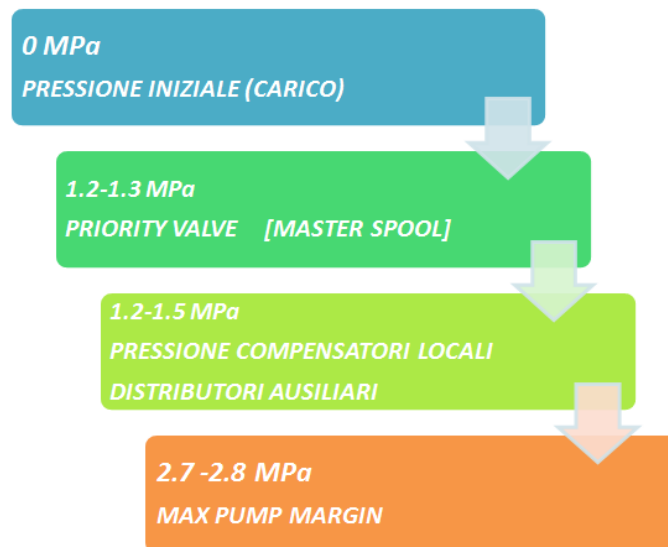 0 MPa
PRESSIONE INIZIALE (CARICO)
1.2-1.3 MPa
PRIORITY VALVE [MASTER SPOOL]
1.2-1.5 MPa
PRESSIONE COMPENSATORI LOCALI
DISTRIBUTORI AUSILIARI
2.7 -2.8 MPa
MAX PUMP MARGIN